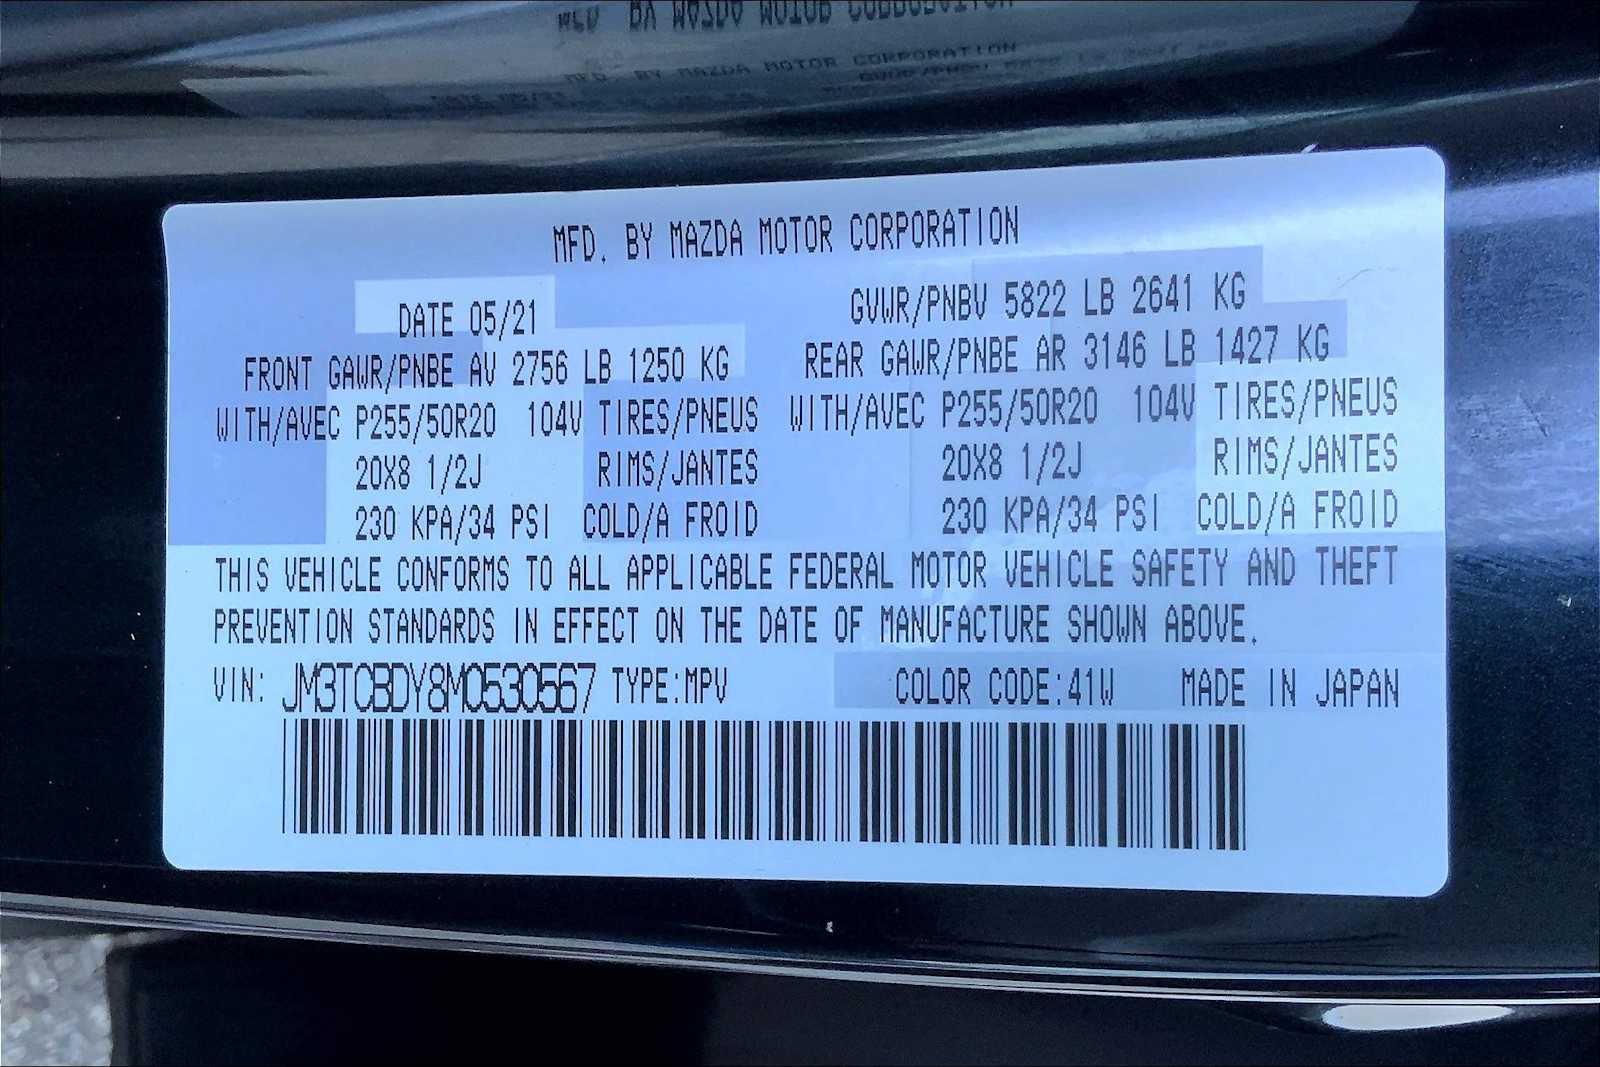 MFD. BY MAZDA MOTOR CORPORATION
DATE 05/21 GVWR/PNBV 5822 LB 2641 KG
FRONT GAWR/PNBE AV 2756 LB 1250 KG REAR GAWR/PNBE AR 3146 LB 1427 KG
WITH/AVEC P255/50R20 104V TIRES/PNEUS WITH/AVEC P255/50R20 104V TIRES/PNEUS
20X8 1/2J RIMS/JANTES 20X8 1/2J RIMS/JANTES
230 KPA/34 PSI COLD/A FROID 230 KPA/34 PSI COLD/A FROID
THIS VEHICLE CONFORMS TO ALL APPLICABLE FEDERAL MOTOR VEHICLE SAFETY AND THEFT
PREVENTION STANDARDS IN EFFECT ON THE DATE OF MANUFACTURE SHOWN ABOVE.
VIN: JM3TCBDY8M0530567 TYPE:MPV COLOR CODE:41W MADE IN JAPAN